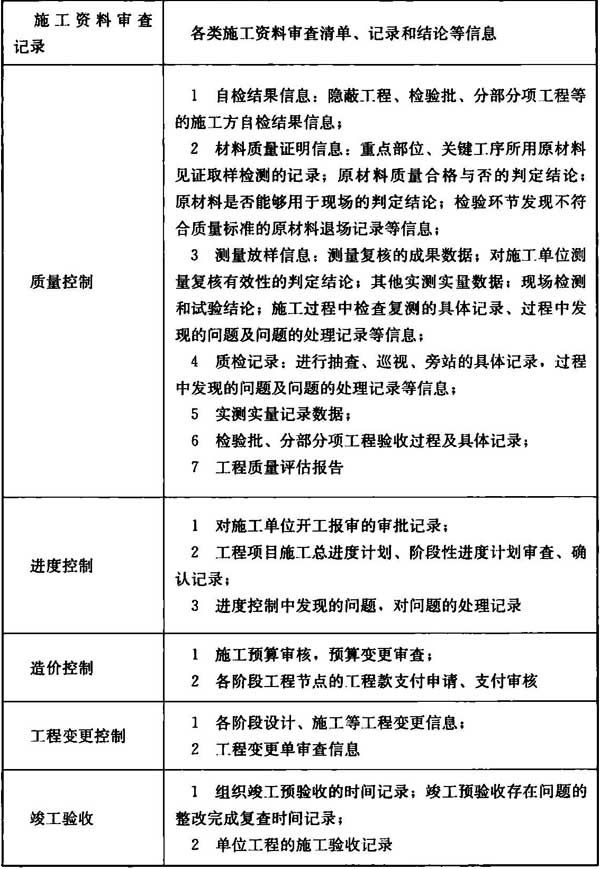 施工资料审查
记录
各类施工资料审查清单、记录和结论等信息
质量控制
1 自检结果信息：隐蔽工程、检验批、分部分项工程等
的施工方自检结果信息；
2 材料质量证明信息：重点部位、关键工序所用原材料
见证取样检测的记录；原材料质量合格与否的判定结论；
原材料是否能够用于现场的判定结论；检验环节发现不符
合质量标准的原材料退场记录等信息；
3 测量放样信息：测量复核的成果数据；对施工单位测
量复核有效性的判定结论；其他实测实量数据；现场检测
和试验结论；施工过程中检查复测的具体记录、过程中发
现的问题及问题的处理记录等信息；
4 质检记录：进行抽查、巡视、旁站的具体记录，过程
中发现的问题及问题的处理记录等信息；
5 实测实量记录数据；
6 检验批、分部分项工程验收过程及具体记录；
7 工程质量评估报告
进度控制
1 对施工单位开工报审的审批记录；
2 工程项目施工总进度计划、阶段性进度计划审查、确
认记录；
3 进度控制中发现的问题，对问题的处理记录
造价控制
1 施工预算审核，预算变更审查；
2 各阶段工程节点的工程款支付申请、支付审核
工程变更控制
1 各阶段设计、施工等工程变更信息；
2 工程变更单审查信息
竣工验收
1 组织竣工预验收的时间记录；竣工预验收存在问题的
整改完成复查时间记录；
2 单位工程的施工验收记录